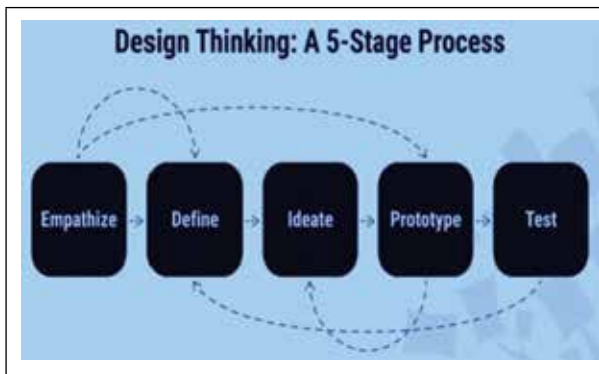 Design Thinking: A 5-Stage Process
Empathize
Define
Ideate
Prototype
Test